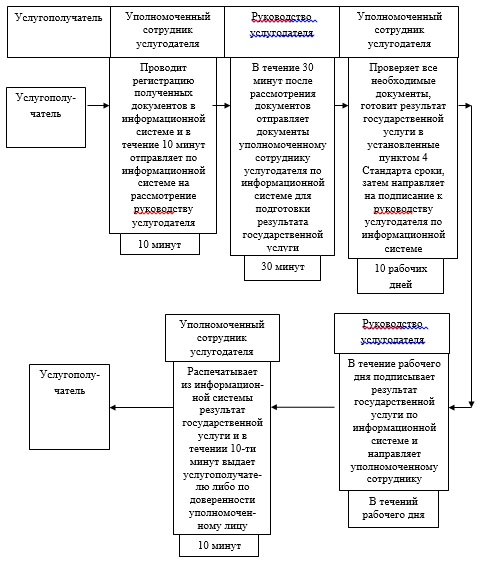 Услугополучатель
Уполномоченный
сотрудник
услугодателя
Руководство
услугодателя
Уполномоченный
сотрудник
услугодателя
Услугополу-
чатель
Проводит
регистрацию
полученных
документов в
информационной
системе и в
течение 10 минут
отправляет по
информационной
системе на
рассмотрение
руководству
услугодателя
10 минут
В течение 30
минут после
рассмотрения
документов
отправляет
документы
уполномоченному
сотруднику
услугодателя по
информационной
системе для
подготовки
результата
государственной
услуги
30 минут
Проверяет все
необходимые
документы,
готовит результат
государственной
услуги в
установленные
пунктом 4
Стандарта сроки,
затем направляет
на подписание к
руководству
услугодателя по
информационной
системе
10 рабочих
дней
Руководство
услугодателя
В течение рабочего
дня подписывает
результат
государственной
услуги по
информационной
системе и
направляет
уполномоченному
сотруднику
В течений
рабочего дня
Уполномоченный
сотрудник
услугодателя
Распечатывает
из информацион-
ной системы
результат
государственной
услуги и в
течении 10-ти
минут выдает
услугополучате-
лю либо по
доверенности
уполномочен-
ному лицу
10 минут
Услугополу-
чатель